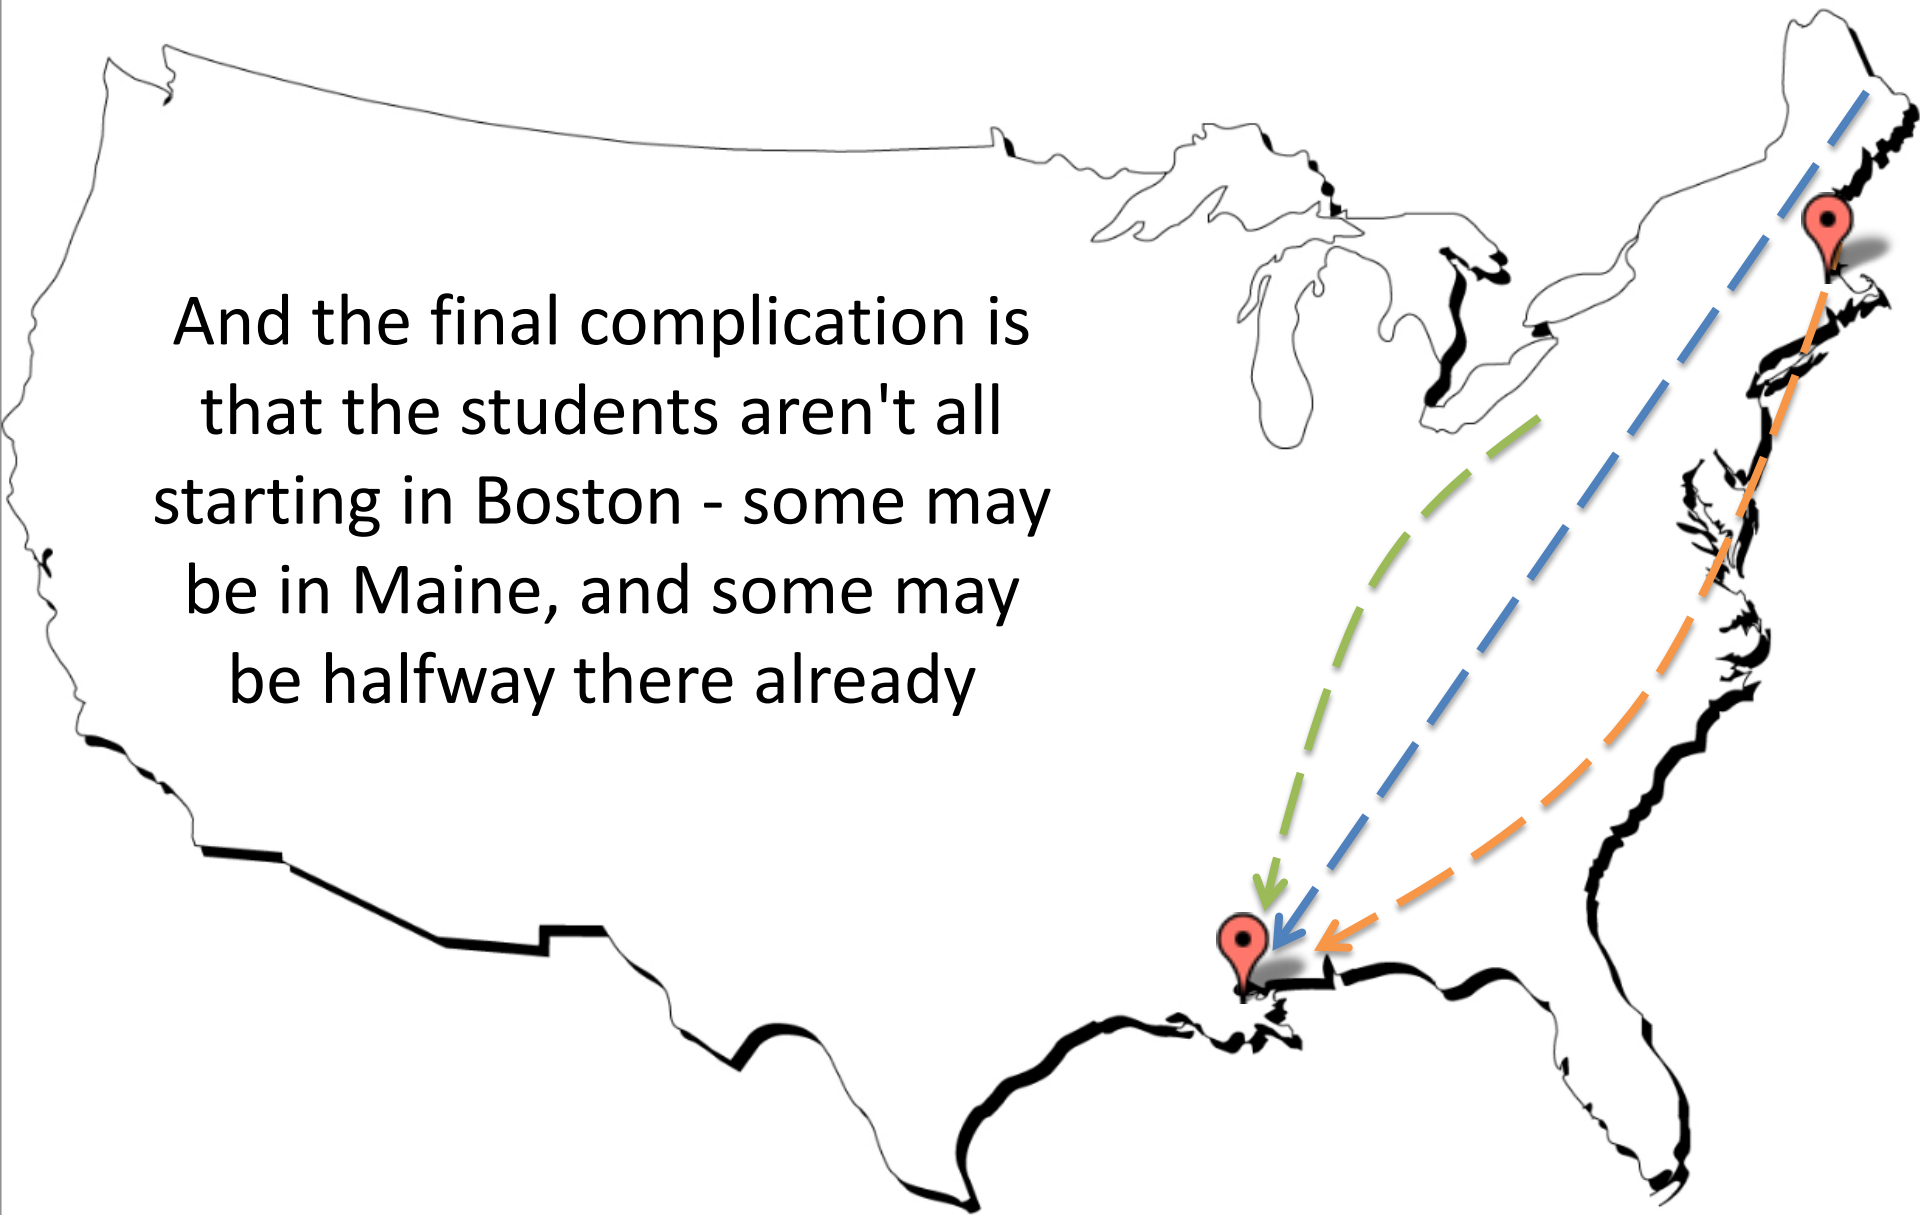 And the final complication is
that the students aren't all
starting in Boston - some may
be in Maine, and some may
be halfway there already